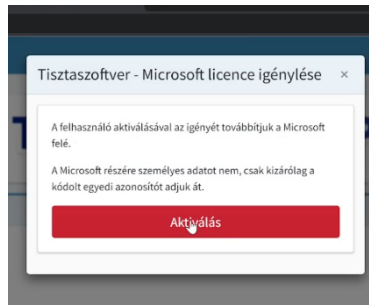 Tisztaszoftver - Microsoft licence igénylése ×
A felhasználó aktiválásával az igényét továbbítjuk a Microsoft
felé.
A Microsoft részére személyes adatot nem, csak kizárólag a
kódolt egyedi azonosítót adjuk át.
Aktiválás